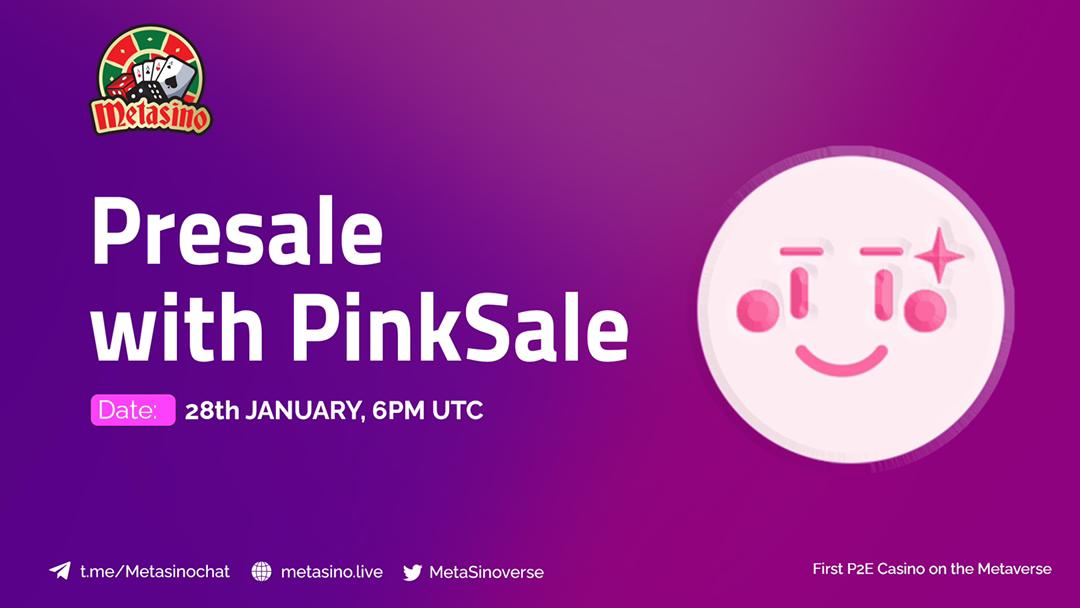 Metasino
Presale
with PinkSale
Date: 28th JANUARY, 6PM UTC
t.me/Metasinochat metasino.live MetaSinoverse
First P2E Casino on the Metaverse